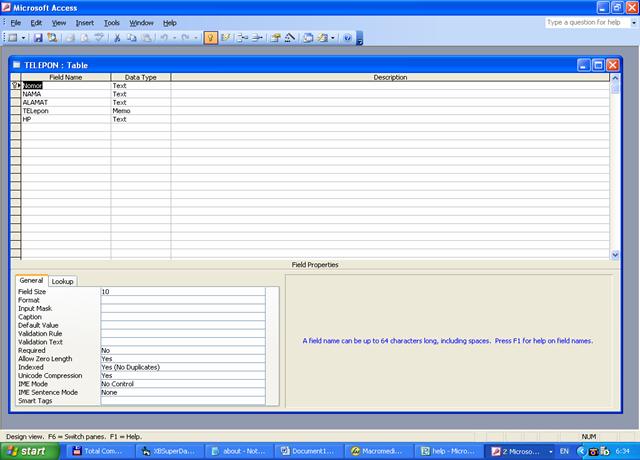 Microsoft Access
File Edit View Insert Tools Window Help
Type a question for help
TELEPON : Table
Field Name Data Type Description
Nomor Text
NAMA Text
ALAMAT Text
TELepon Memo
HP Text
Field Properties
General Lookup
Field Size 10
Format
Input Mask
Caption
Default Value
Validation Rule
Validation Text
Required No
Allow Zero Length Yes
Indexed Yes (No Duplicates)
Unicode Compression Yes
IME Mode No Control
IME Sentence Mode None
Smart Tags
A field name can be up to 64 characters long, including spaces. Press F1 for help on field names.
Design view. F6 = Switch panes. F1 = Help.
NUM
start Total Com... XBSuperDa... about - Not... Document1... Macromedi... help - Micro... 2 Microso... EN 6:34